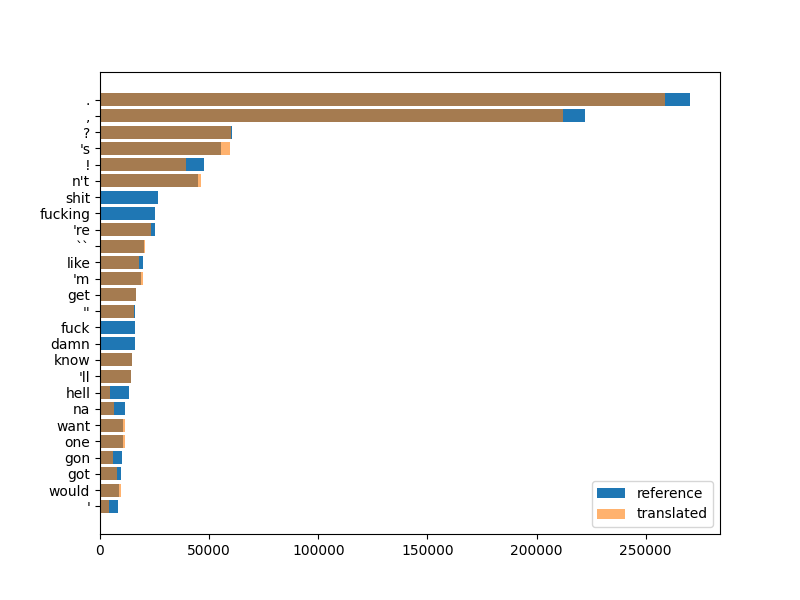 .
,
?
's
!
n't
shit
fucking
're
``
like
'm
get
"
fuck
damn
know
'll
hell
na
want
one
gon
got
would
'
0 50000 100000 150000 200000 250000
reference
translated